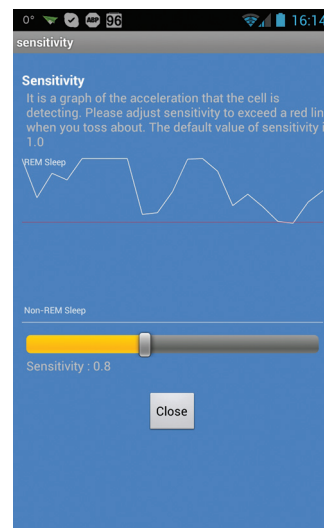 0° ABP 96 16:14
sensitivity
Sensitivity
It is a graph of the acceleration that the cell is
detecting. Please adjust sensitivity to exceed a red lin
when you toss about. The default value of sensitivity i
1.0
REM Sleep
Non-REM Sleep
Sensitivity : 0.8
Close